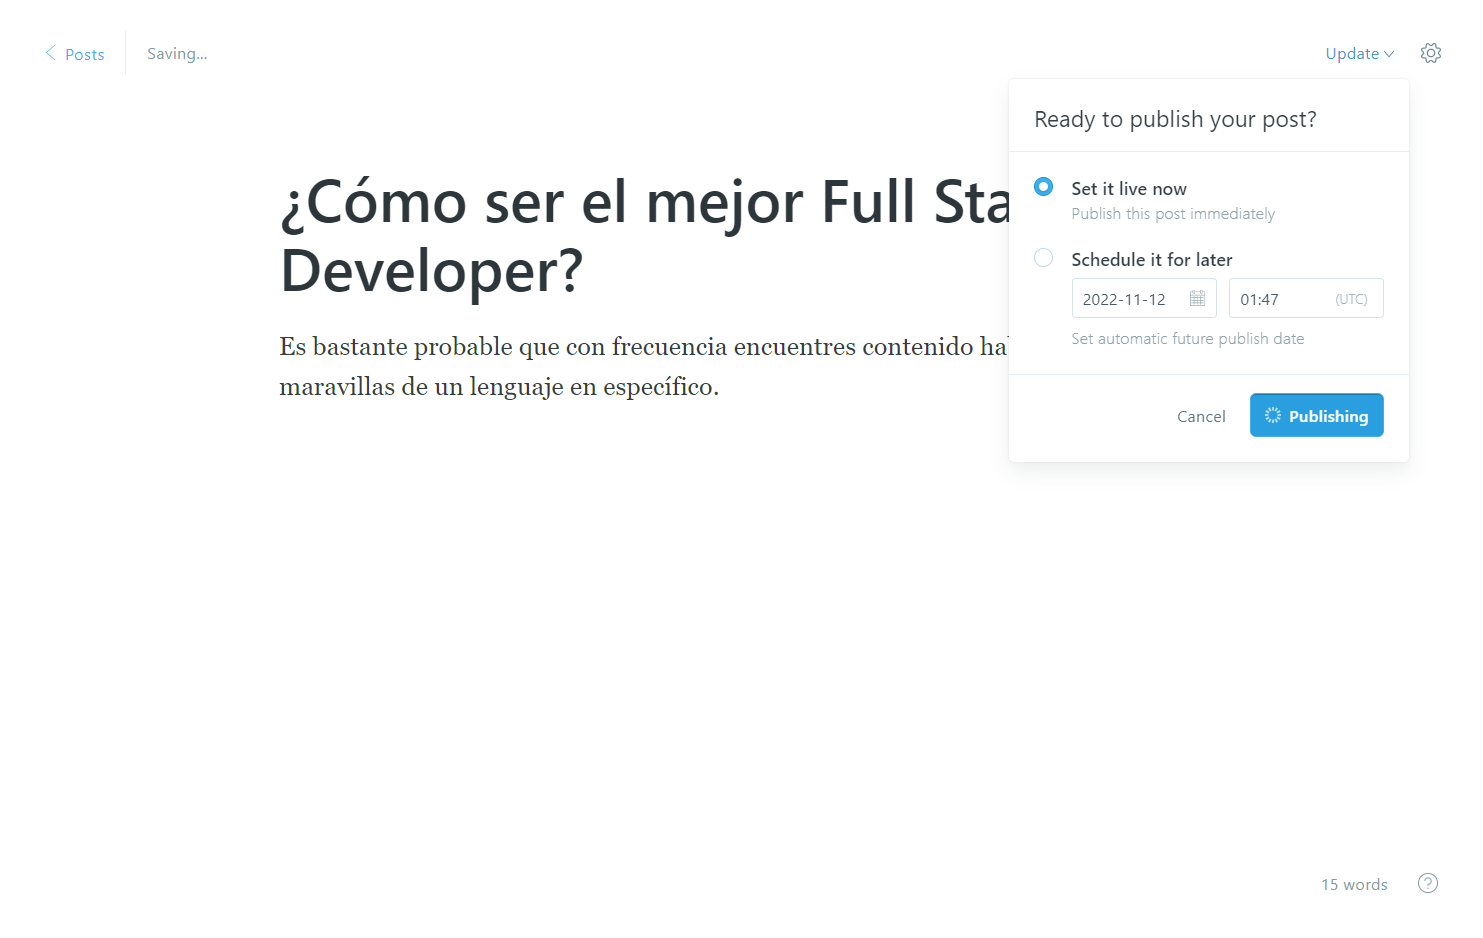 Posts
Saving...
Update
Ready to publish your post?
¿Cómo ser el mejor Full
Developer?
Set it live now
Publish this post immediately
Schedule it for later
2022-11-12
01:47 (UTC)
Set automatic future publish date
Es bastante probable que con frecuencia encuentres contenido
maravillas de un lenguaje en específico.
Cancel
Publishing
15 words
?